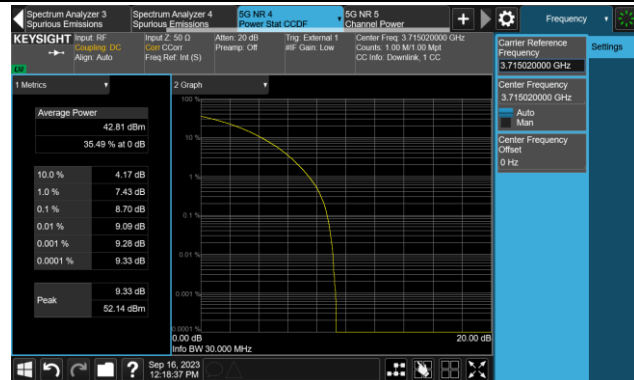 Spectrum Analyzer 3
Spurious Emissions
Spectrum Analyzer 4
Spurious Emissions
5G NR 4
Power Stat CCDF
5G NR 5
Channel Power
Frequency
KEYSIGHT
Input: RF
Coupling: DC
Align: Auto
Input Z: 50 Ω
Corr CCorr
Freq Ref: Int (S)
Atten: 20 dB
Preamp: Off
Trig: External 1
#IF Gain: Low
Center Freq: 3.715020000 GHz
Counts: 1.00 M/1.00 Mpt
CC Info: Downlink, 1 CC
1 Metrics
Average Power
42.81 dBm
35.49 % at 0 dB
10.0 % 4.17 dB
1.0 % 7.43 dB
0.1 % 8.70 dB
0.01 % 9.09 dB
0.001 % 9.28 dB
0.0001 % 9.33 dB
Peak
9.33 dB
52.14 dBm
2 Graph
100 %
10 %
1 %
0.1 %
0.01 %
0.001 %
0.0001 %
0.00 dB
20.00 dB
Info BW 30.000 MHz
Carrier Reference
Frequency
3.715020000 GHz
Center Frequency
3.715020000 GHz
Auto
Man
Center Frequency
Offset
0 Hz
Settings
Sep 16, 2023
12:18:37 PM